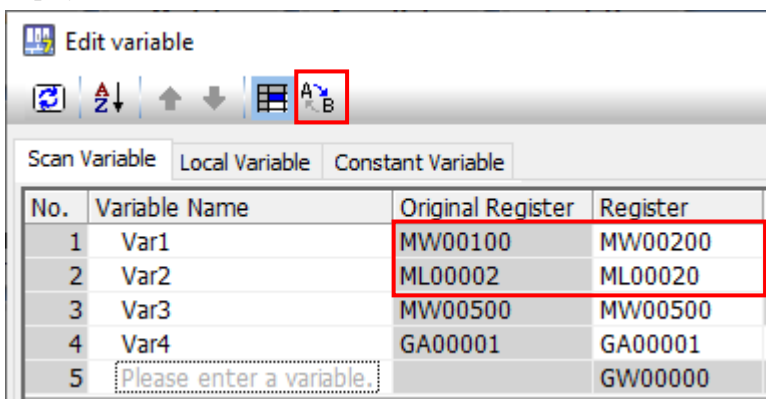 Edit variable
A Z A B
Scan Variable Local Variable Constant Variable
No. Variable Name Original Register Register
1 Var1 MW00100 MW00200
2 Var2 ML00002 ML00020
3 Var3 MW00500 MW00500
4 Var4 GA00001 GA00001
5 Please enter a variable. GW00000